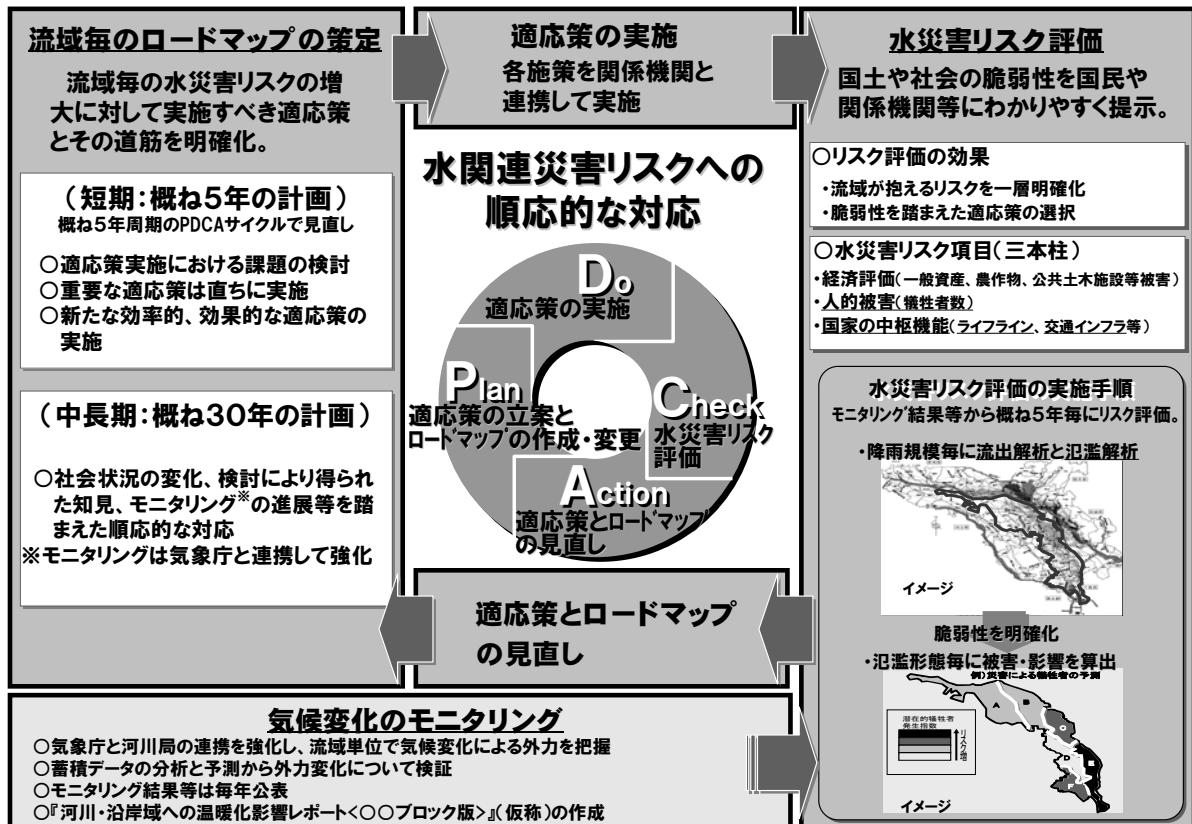 流域毎のロードマップの策定
流域毎の水災害リスクの増
大に対して実施すべき適応策
とその道筋を明確化。
（短期：概ね５年の計画）
概ね５年周期のPDCAサイクルで見直し
○適応策実施における課題の検討
○重要な適応策は直ちに実施
○新たな効率的、効果的な適応策の
実施
（中長期：概ね３０年の計画）
○社会状況の変化、検討により得られ
た知見、モニタリング※の進展等を踏
まえた順応的な対応
※モニタリングは気象庁と連携して強化
適応策の実施
各施策を関係機関と
連携して実施
水関連災害リスクへの
順応的な対応
Do
適応策の実施
Plan
適応策の立案と
ロードマップの作成・変更
Check
水災害リスク
評価
Action
適応策とロードマップ
の見直し
適応策とロードマップ
の見直し
水災害リスク評価
国土や社会の脆弱性を国民や
関係機関等にわかりやすく提示。
○リスク評価の効果
・流域が抱えるリスクを一層明確化
・脆弱性を踏まえた適応策の選択
○水災害リスク項目（三本柱）
・経済評価（一般資産、農作物、公共土木施設等被害）
・人的被害（犠牲者数）
・国家の中枢機能（ライフライン、交通インフラ等）
水災害リスク評価の実施手順
モニタリング結果等から概ね５年毎にリスク評価。
・降雨規模毎に流出解析と氾濫解析
イメージ
脆弱性を明確化
・氾濫形態毎に被害・影響を算出
例）災害による犠牲者の予測
潜在的犠牲者
発生指数
リスク増
A
B
C
D
F
イメージ
気候変化のモニタリング
○気象庁と河川局の連携を強化し、流域単位で気候変化による外力を把握
○蓄積データの分析と予測から外力変化について検証
○モニタリング結果等は毎年公表
○『河川・沿岸域への温暖化影響レポート＜○○ブロック版＞』（仮称）の作成